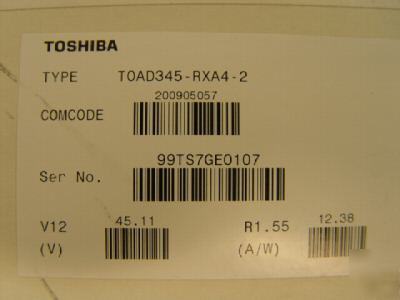 TOSHIBA
TYPE TOAD345-RXA4-2
200905057
COMCODE
99TS7GE0107
Ser No.
V12 45.11 R1.55 12.38
(V) (A/W)